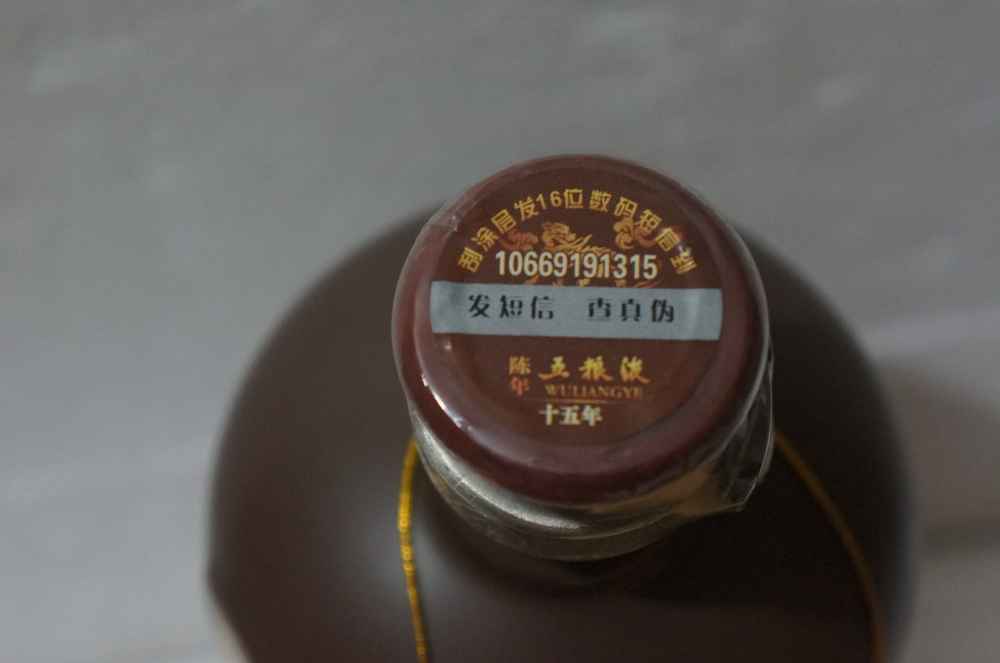 刮涂层发16位数码短信到
10669191315
发短信 查真伪
陈年
五粮液
WULIANGYE
十五年